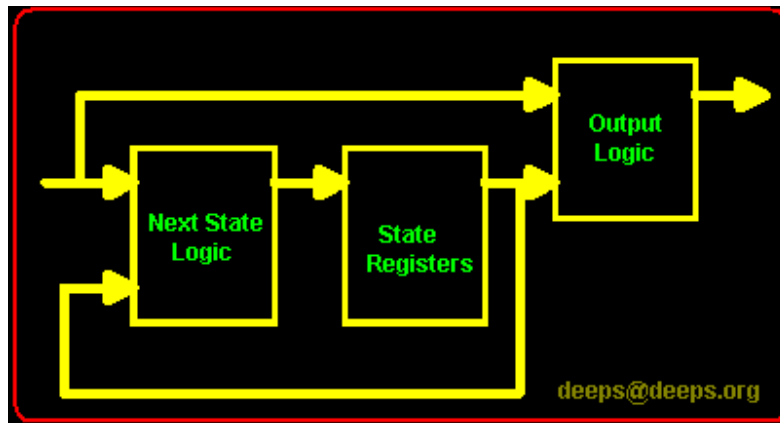 Output
Logic
Next State
Logic
State
Registers
deeps@deeps.org